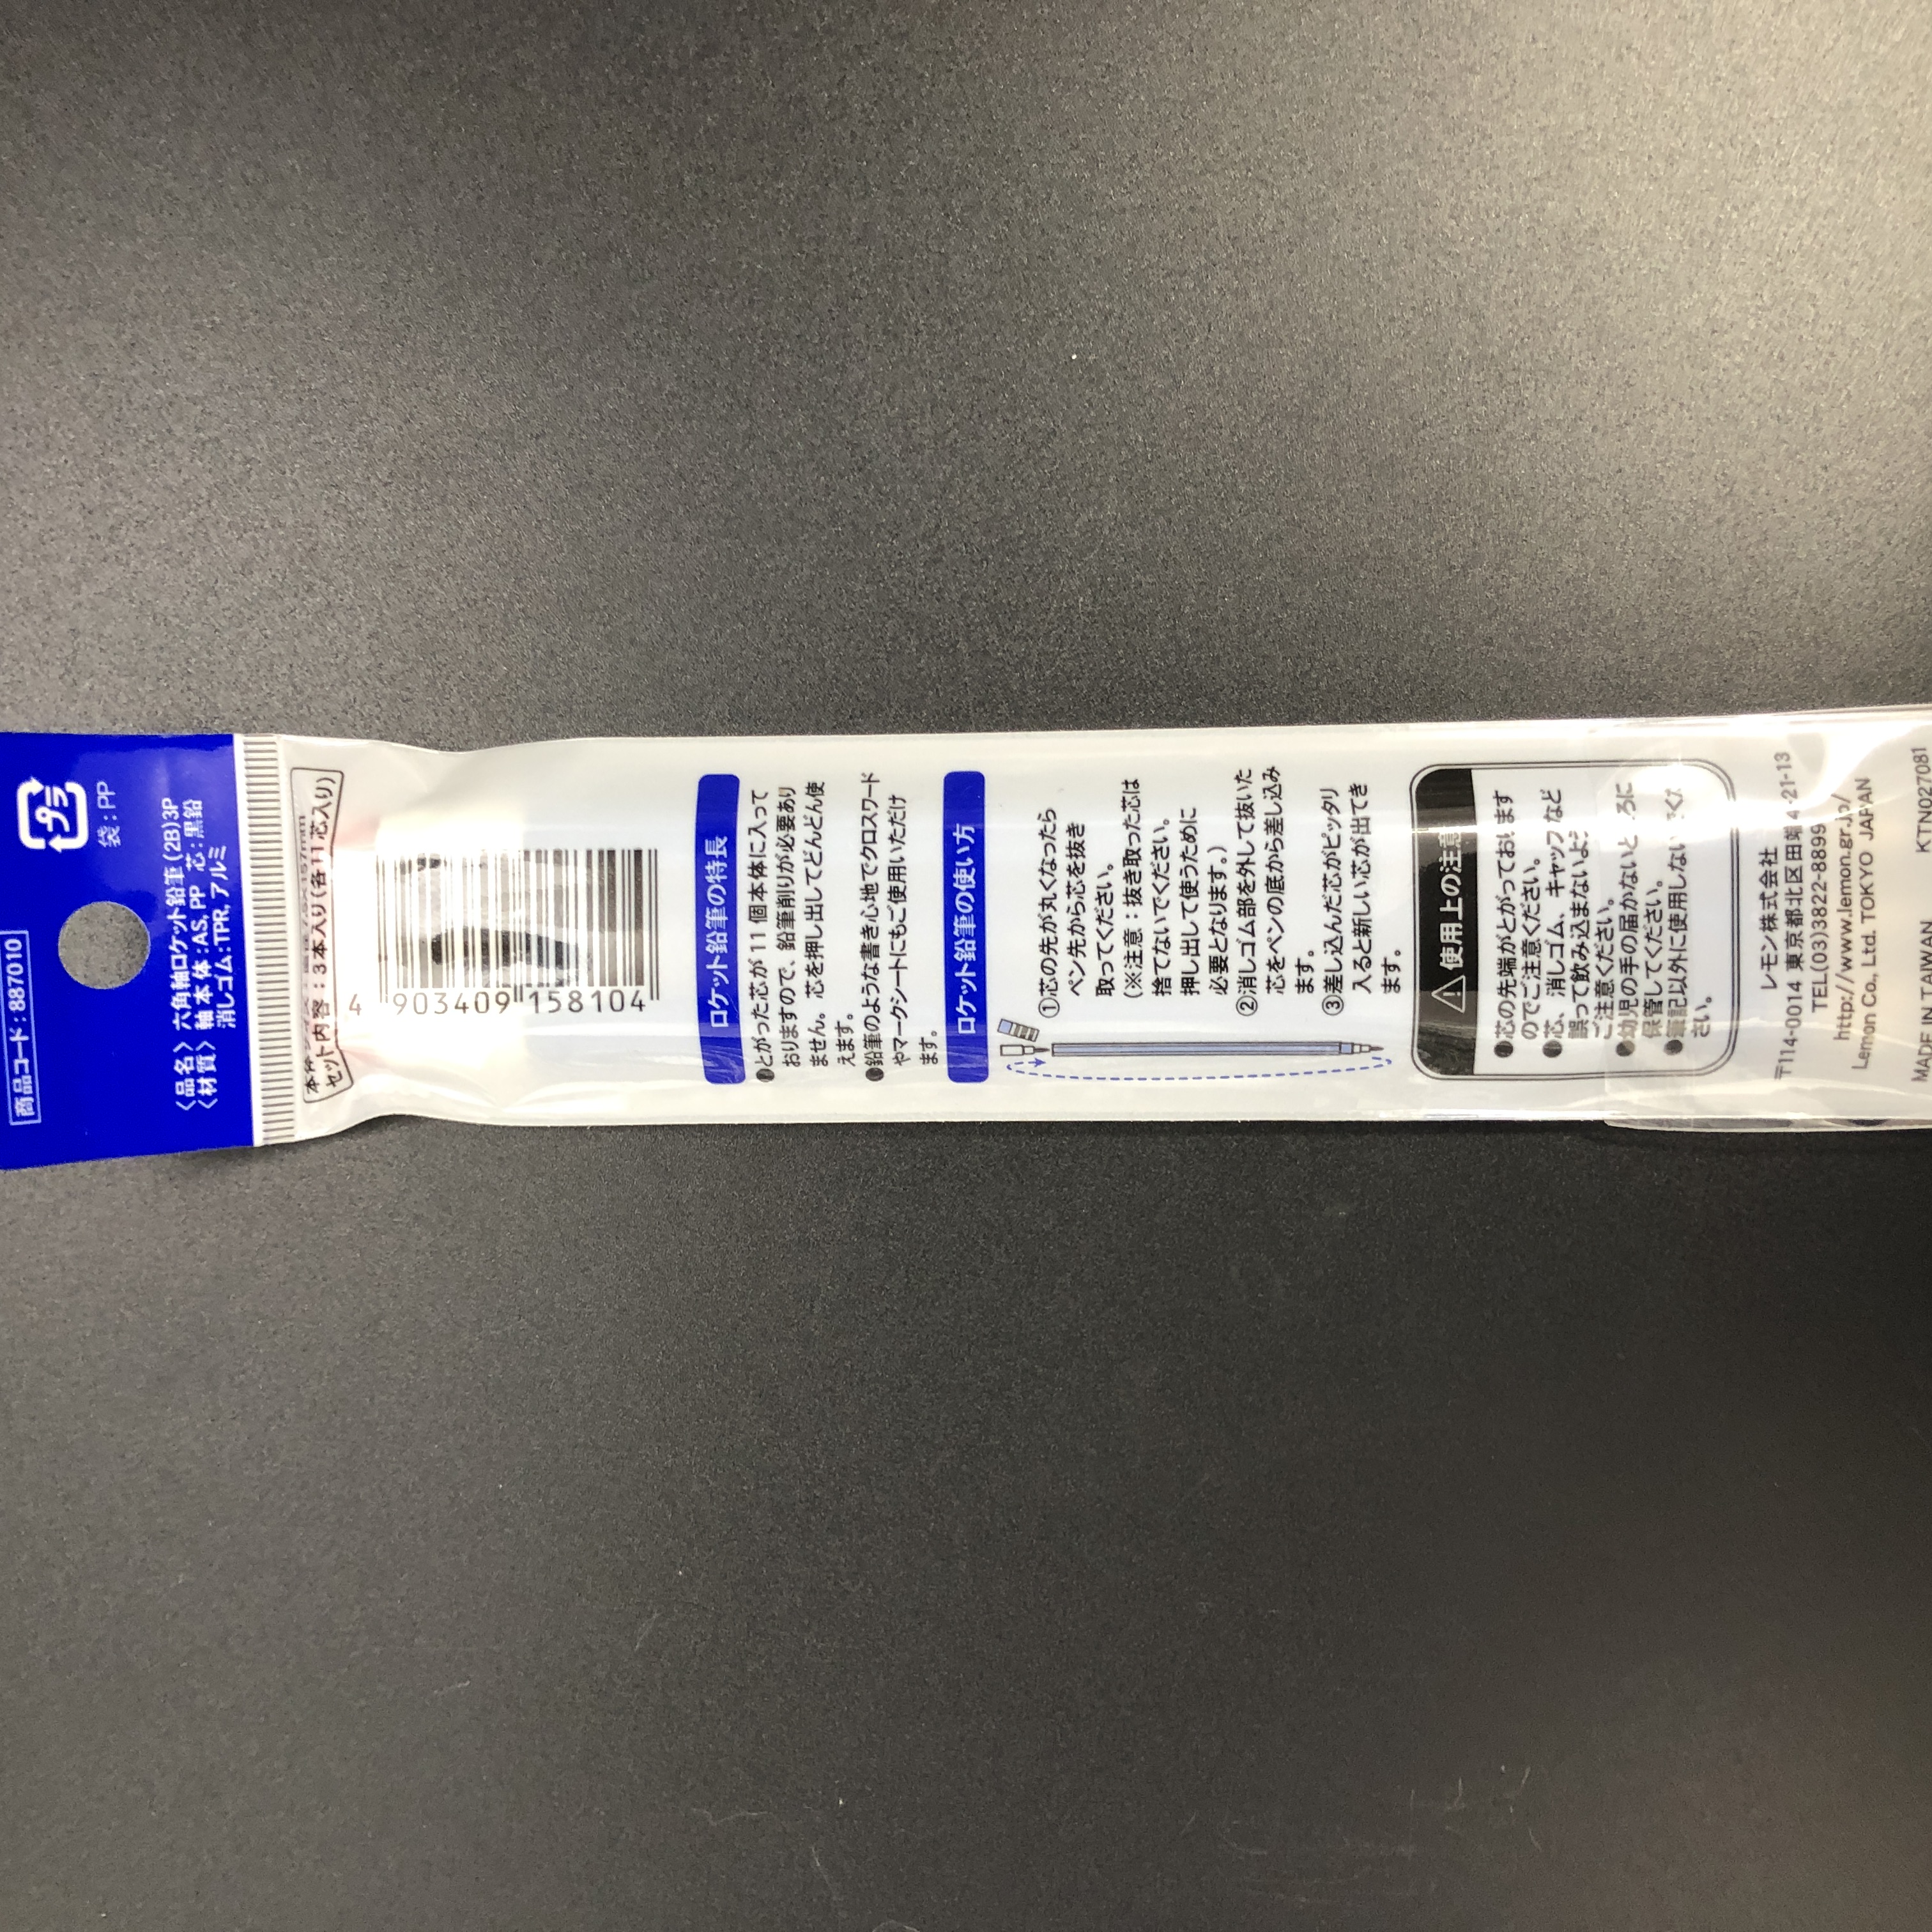 商品コード:887010
プラ
袋:PP
〈品名〉六角軸ロケット鉛筆(2B)3P
〈材質〉軸本体:AS, PP 芯:黒鉛
消しゴム:TPR, アルミ
157mm
セット内容:3本入り(各11芯入り)
4 903409 158104
ロケット鉛筆の特長
●とがった芯が11個本体に入って
おりますので、鉛筆削りが必要あり
ません。芯を押し出してどんどん使
えます。
●鉛筆のような書き心地でクロスワード
やマークシートにもご使用いただけ
ます。
ロケット鉛筆の使い方
①芯の先が丸くなったら
ペン先から芯を抜き
取ってください。
(※注意:抜き取った芯は
捨てないでください。
押し出して使うために
必要となります。)
②消しゴム部を外して抜いた
芯をペンの底から差し込み
ます。
③差し込んだ芯がピッタリ
入ると新しい芯が出てき
ます。
⚠使用上の注意
●芯の先端がとがっております
のでご注意ください。
●芯、消しゴム、キャップなど
誤って飲み込まないよう
ご注意ください。
●幼児の手の届かないところに
保管してください。
●筆記以外に使用しない
さい。
レモン株式会社
〒114-0014 東京都北区田端4-21-13
TEL(03)3822-8899
http://www.lemon.gr.jp/
Lemon Co., Ltd. TOKYO JAPAN
MADE IN TAIWAN KTN027081